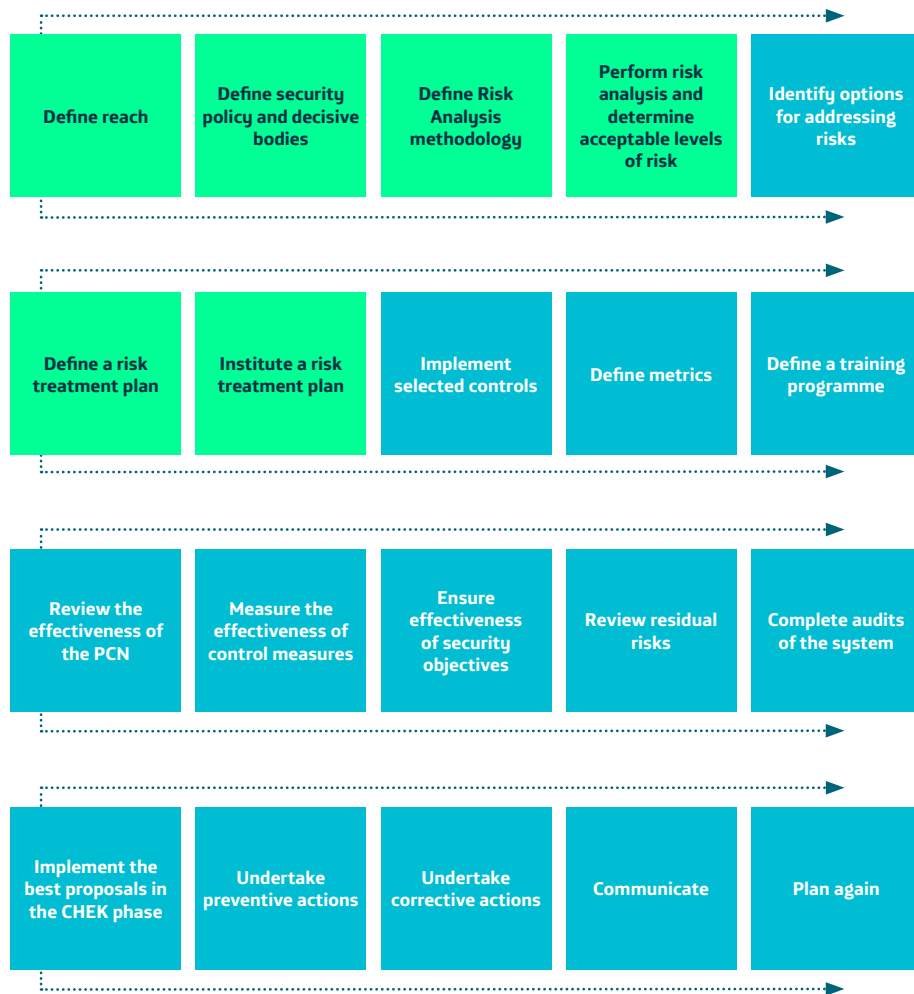 Define reach
Define security
policy and decisive
bodies
Define Risk
Analysis
methodology
Perform risk
analysis and
determine
acceptable levels
of risk
Identify options
for addressing
risks
Define a risk
treatment plan
Institute a risk
treatment plan
Implement
selected controls
Define metrics
Define a training
programme
Review the
effectiveness of
the PCN
Measure the
effectiveness of
control measures
Ensure
effectiveness
of security
objectives
Review residual
risks
Complete audits
of the system
Implement the
best proposals in
the CHEK phase
Undertake
preventive actions
Undertake
corrective actions
Communicate
Plan again